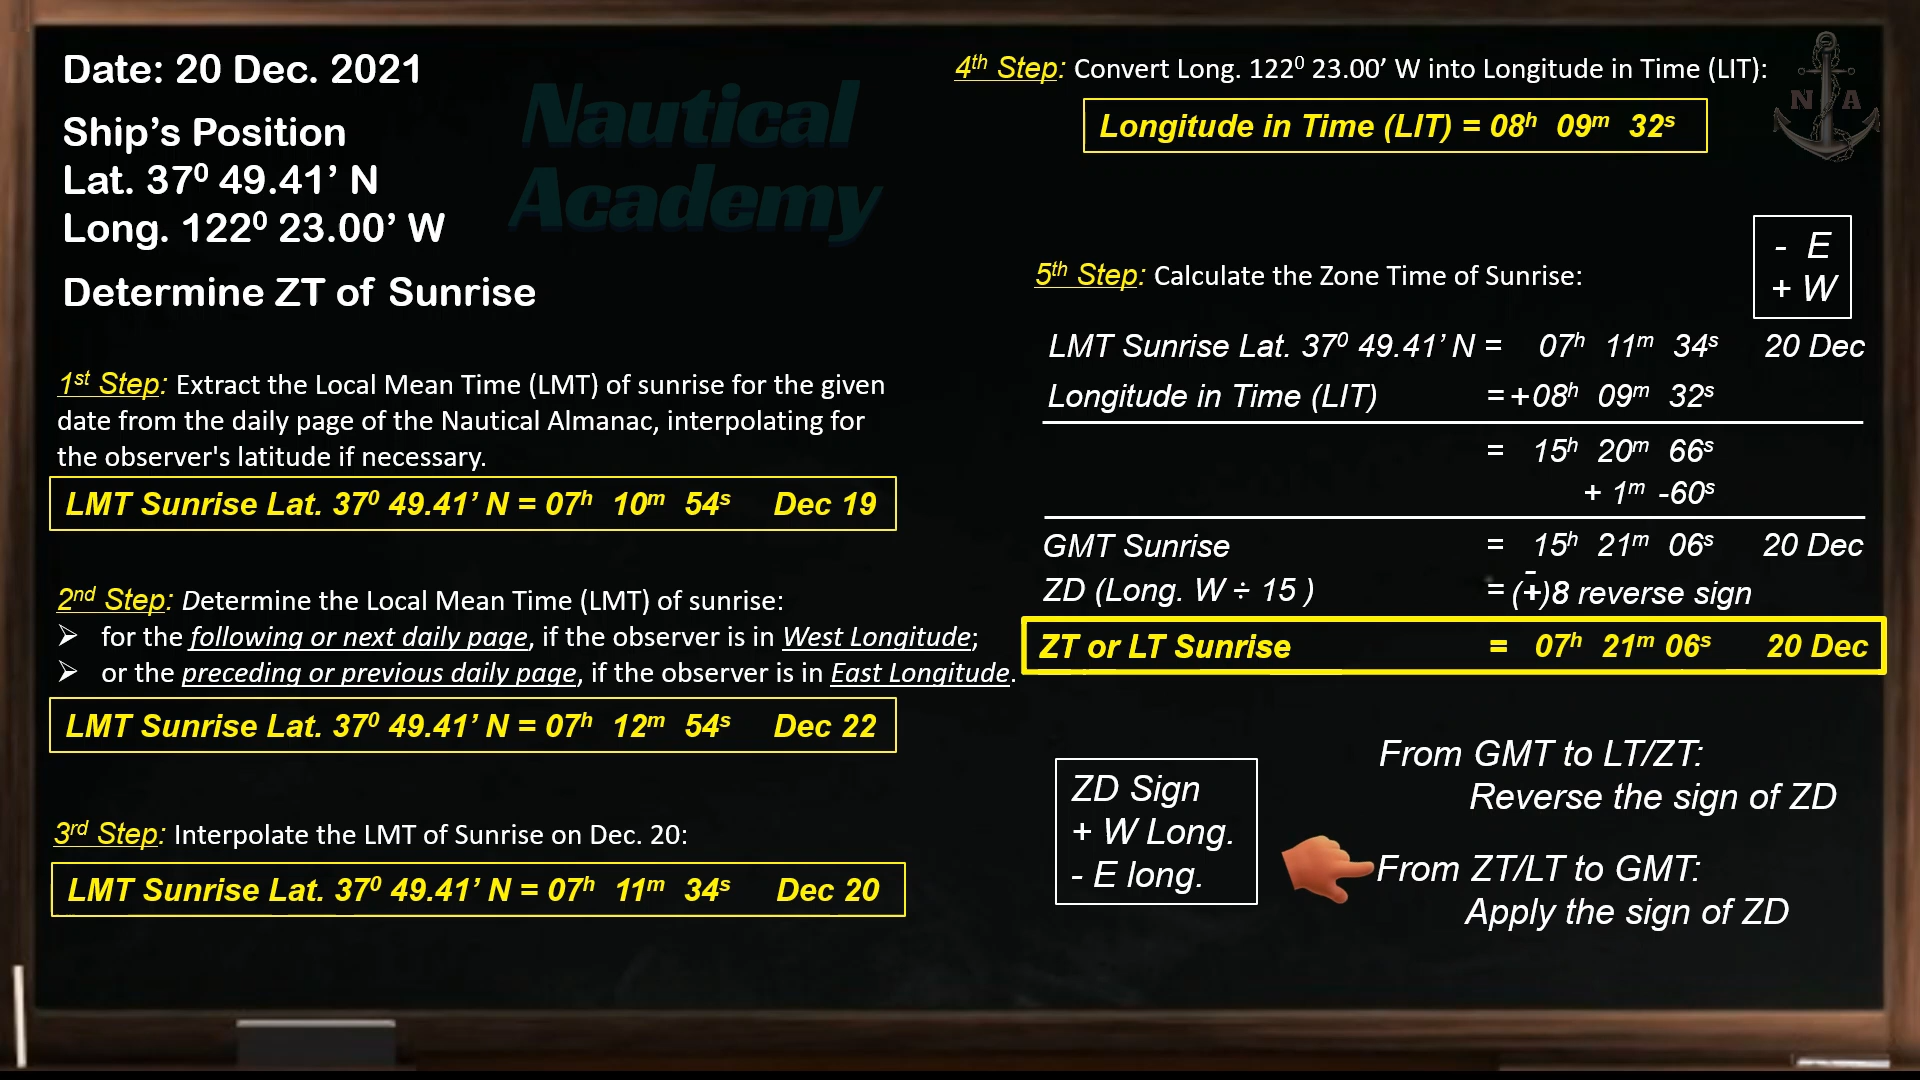 Date: 20 Dec. 2021
Ship's Position
Lat. 37⁰ 49.41' N
Long. 122⁰ 23.00' W
Determine ZT of Sunrise
Nautical
Academy
1st Step: Extract the Local Mean Time (LMT) of sunrise for the given
date from the daily page of the Nautical Almanac, interpolating for
the observer's latitude if necessary.
LMT Sunrise Lat. 37⁰ 49.41' N = 07ʰ 10ᵐ 54ˢ Dec 19
2nd Step: Determine the Local Mean Time (LMT) of sunrise:
➢ for the following or next daily page, if the observer is in West Longitude;
➢ or the preceding or previous daily page, if the observer is in East Longitude.
LMT Sunrise Lat. 37⁰ 49.41' N = 07ʰ 12ᵐ 54ˢ Dec 22
3rd Step: Interpolate the LMT of Sunrise on Dec. 20:
LMT Sunrise Lat. 37⁰ 49.41' N = 07ʰ 11ᵐ 34ˢ Dec 20
4th Step: Convert Long. 122⁰ 23.00' W into Longitude in Time (LIT):
N A
Longitude in Time (LIT) = 08ʰ 09ᵐ 32ˢ
- E
+ W
5th Step: Calculate the Zone Time of Sunrise:
LMT Sunrise Lat. 37⁰ 49.41' N = 07ʰ 11ᵐ 34ˢ 20 Dec
Longitude in Time (LIT) = +08ʰ 09ᵐ 32ˢ
= 15ʰ 20ᵐ 66ˢ
+ 1ᵐ -60ˢ
GMT Sunrise = 15ʰ 21ᵐ 06ˢ 20 Dec
-
ZD (Long. W ÷ 15 ) = (+)8 reverse sign
ZT or LT Sunrise = 07ʰ 21ᵐ 06ˢ 20 Dec
ZD Sign
+ W Long.
- E long.
From GMT to LT/ZT:
Reverse the sign of ZD
From ZT/LT to GMT:
Apply the sign of ZD